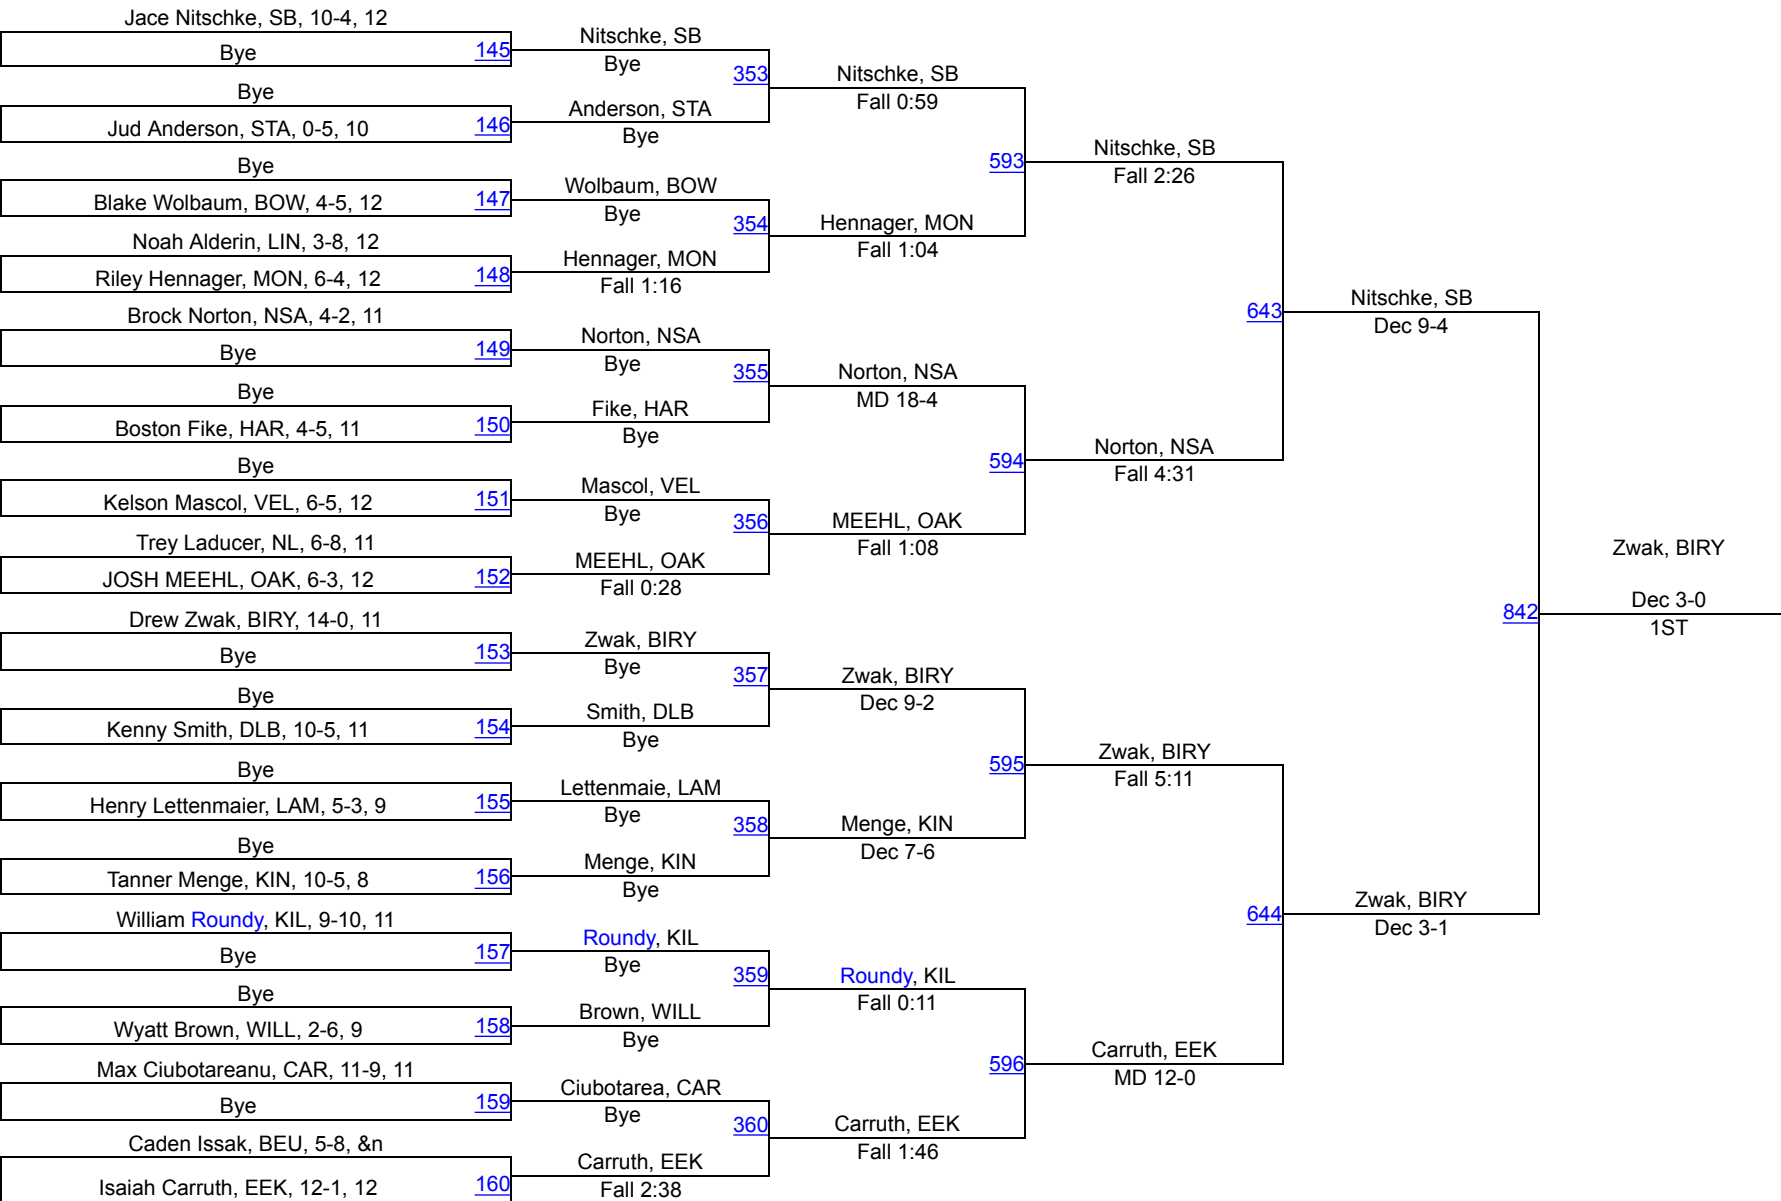 Jace Nitschke, SB, 10-4, 12
Bye
145
Bye
Jud Anderson, STA, 0-5, 10
146
Bye
Blake Wolbaum, BOW, 4-5, 12
147
Noah Alderin, LIN, 3-8, 12
Riley Hennager, MON, 6-4, 12
148
Brock Norton, NSA, 4-2, 11
Bye
149
Bye
Boston Fike, HAR, 4-5, 11
150
Bye
Kelson Mascol, VEL, 6-5, 12
151
Trey Laducer, NL, 6-8, 11
JOSH MEEHL, OAK, 6-3, 12
152
Drew Zwak, BIRY, 14-0, 11
Bye
153
Bye
Kenny Smith, DLB, 10-5, 11
154
Bye
Henry Lettenmaier, LAM, 5-3, 9
155
Bye
Tanner Menge, KIN, 10-5, 8
156
William Roundy, KIL, 9-10, 11
Bye
157
Bye
Wyatt Brown, WILL, 2-6, 9
158
Max Ciubotareanu, CAR, 11-9, 11
Bye
159
Caden Issak, BEU, 5-8, &n
Isaiah Carruth, EEK, 12-1, 12
160
Nitschke, SB
Bye
353
Anderson, STA
Bye
Wolbaum, BOW
Bye
354
Hennager, MON
Fall 1:16
Norton, NSA
Bye
355
Fike, HAR
Bye
Mascol, VEL
Bye
356
MEEHL, OAK
Fall 0:28
Zwak, BIRY
Bye
357
Smith, DLB
Bye
Lettenmaie, LAM
Bye
358
Menge, KIN
Bye
Roundy, KIL
Bye
359
Brown, WILL
Bye
Ciubotarea, CAR
Bye
360
Carruth, EEK
Fall 2:38
Nitschke, SB
Fall 0:59
593
Hennager, MON
Fall 1:04
Norton, NSA
MD 18-4
594
MEEHL, OAK
Fall 1:08
Zwak, BIRY
Dec 9-2
595
Menge, KIN
Dec 7-6
Roundy, KIL
Fall 0:11
596
Carruth, EEK
Fall 1:46
Nitschke, SB
Fall 2:26
643
Norton, NSA
Fall 4:31
Zwak, BIRY
Fall 5:11
644
Carruth, EEK
MD 12-0
Nitschke, SB
Dec 9-4
842
Zwak, BIRY
Dec 3-1
Zwak, BIRY
Dec 3-0
1ST